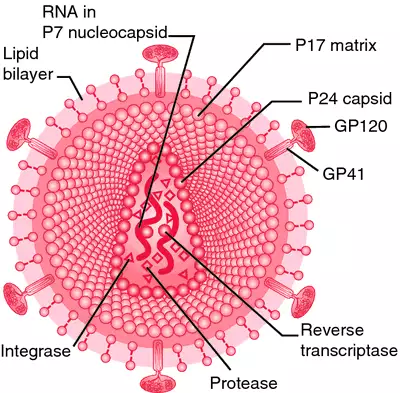 RNA in
P7 nucleocapsid
Lipid
bilayer
P17 matrix
P24 capsid
GP120
GP41
Integrase
Protease
Reverse
transcriptase